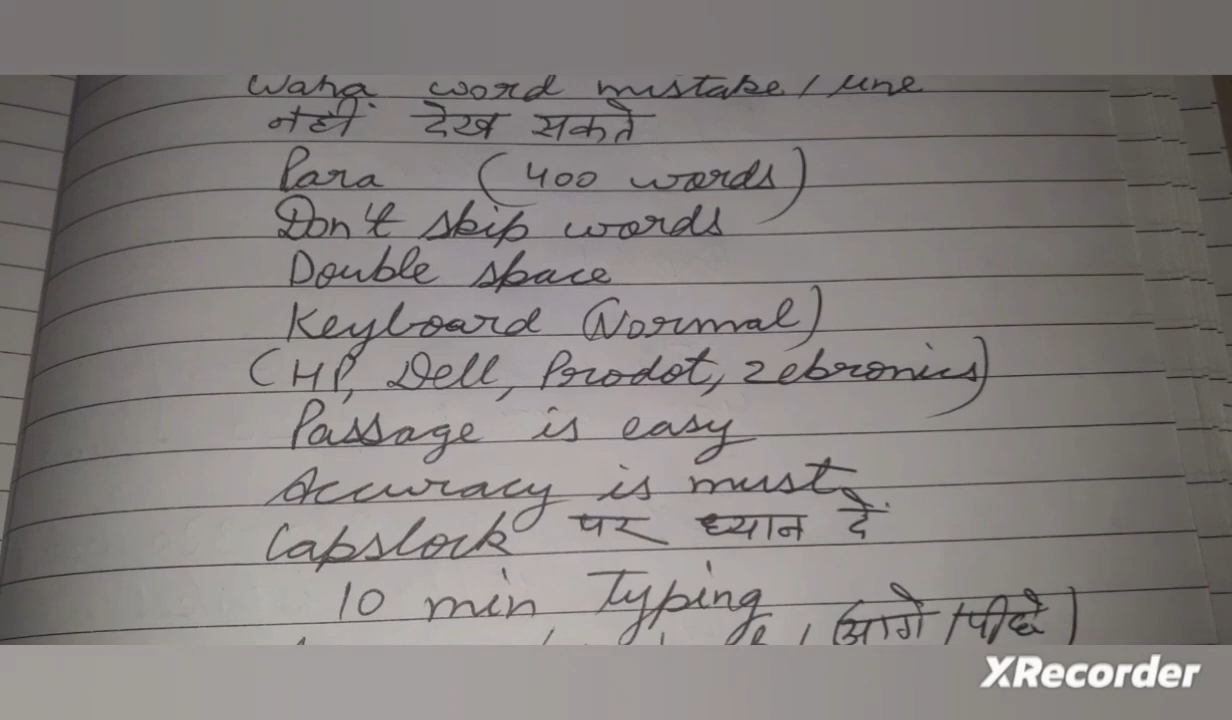 Waha word mistake / line
नहीं देख सकते
Para (400 words)
Don't skip words
Double space
Keyboard (Normal)
(HP, Dell, Prodot, Zebronics)
Passage is easy
Accuracy is must
Capslock पर ध्यान दें
10 min Typing
(आगे / पीछे)
XRecorder